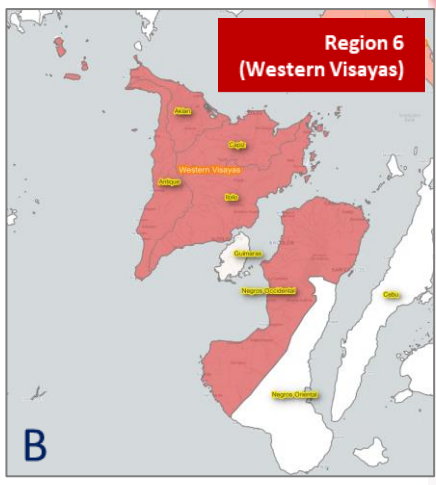 Region 6
(Western Visayas)
Aklan
Capiz
Western Visayas
Antique
Iloilo
Guimaras
Negros Occidental
Cebu
Negros Oriental
B